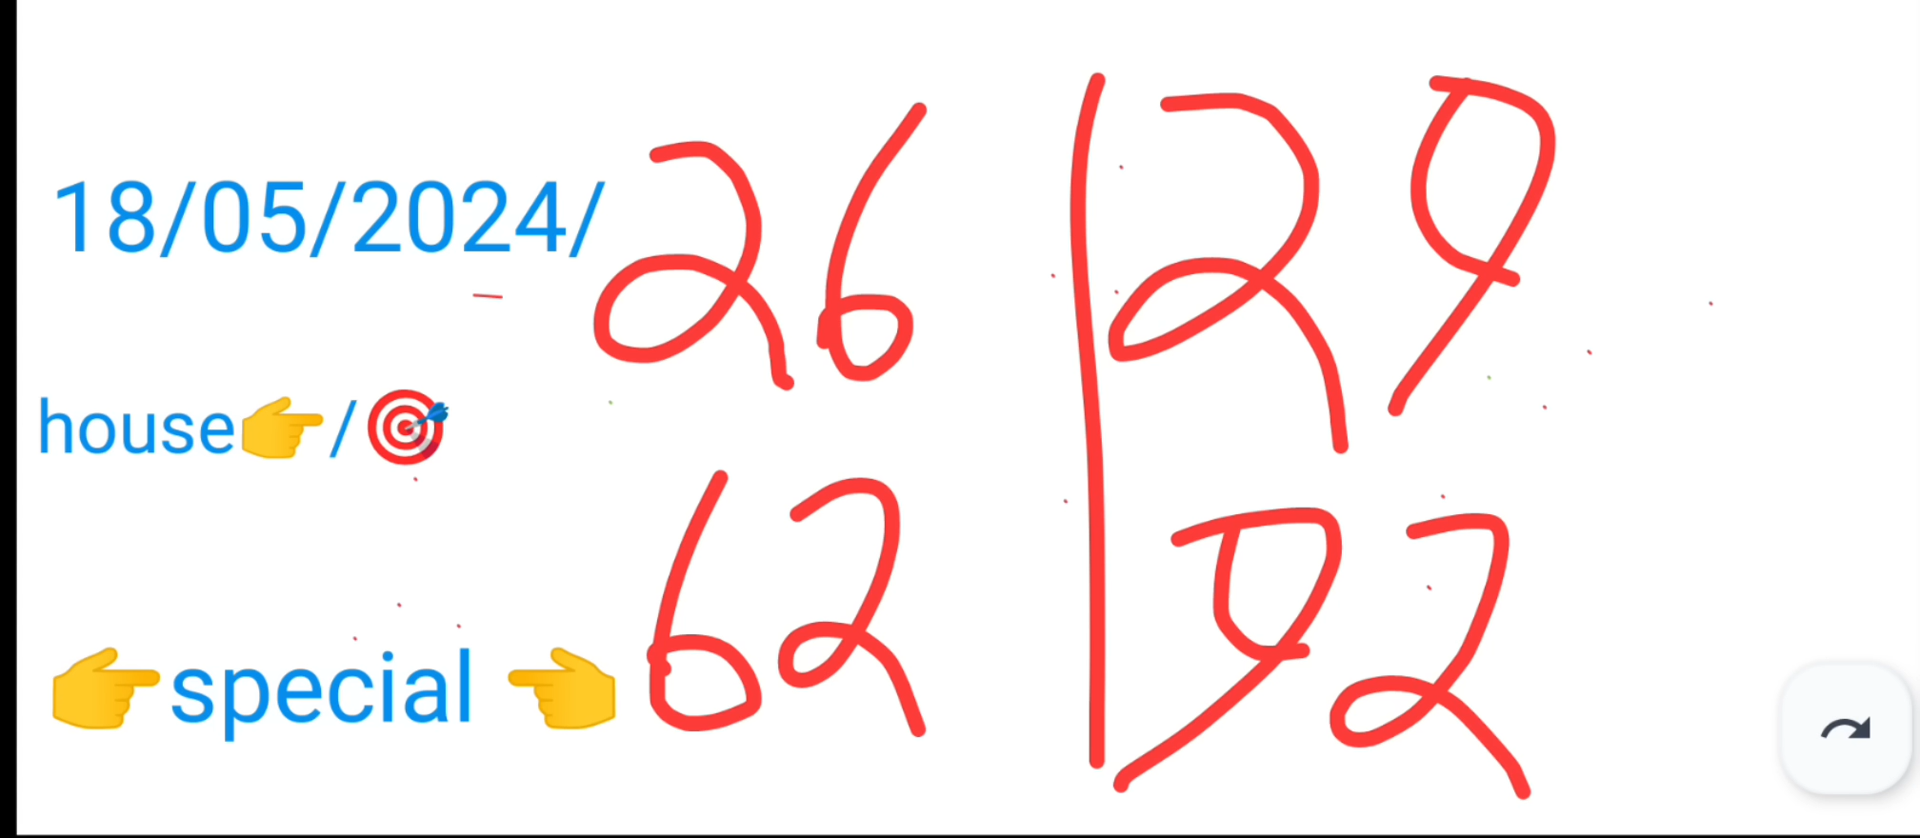 18/05/2024/ 26 | 29
house👉/🎯
👉special 👈 62 | 92